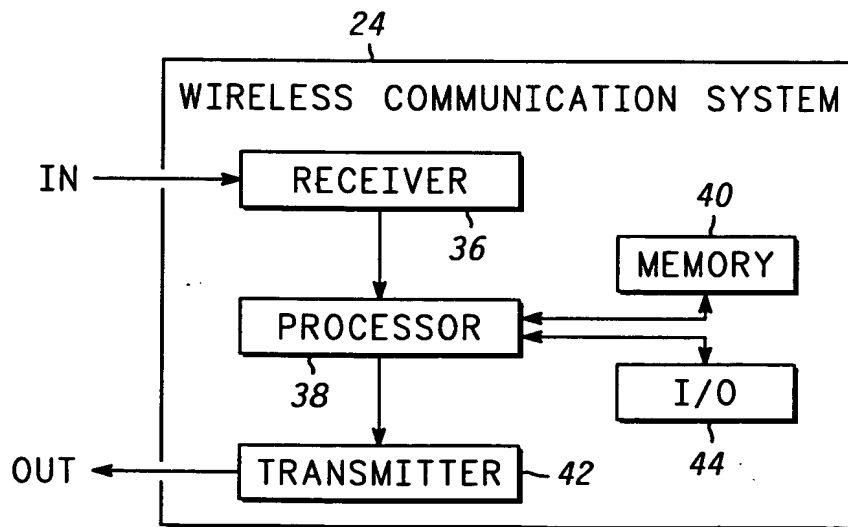 24
WIRELESS COMMUNICATION SYSTEM
IN
RECEIVER
36
40
MEMORY
PROCESSOR
38
I/O
44
OUT
TRANSMITTER
42